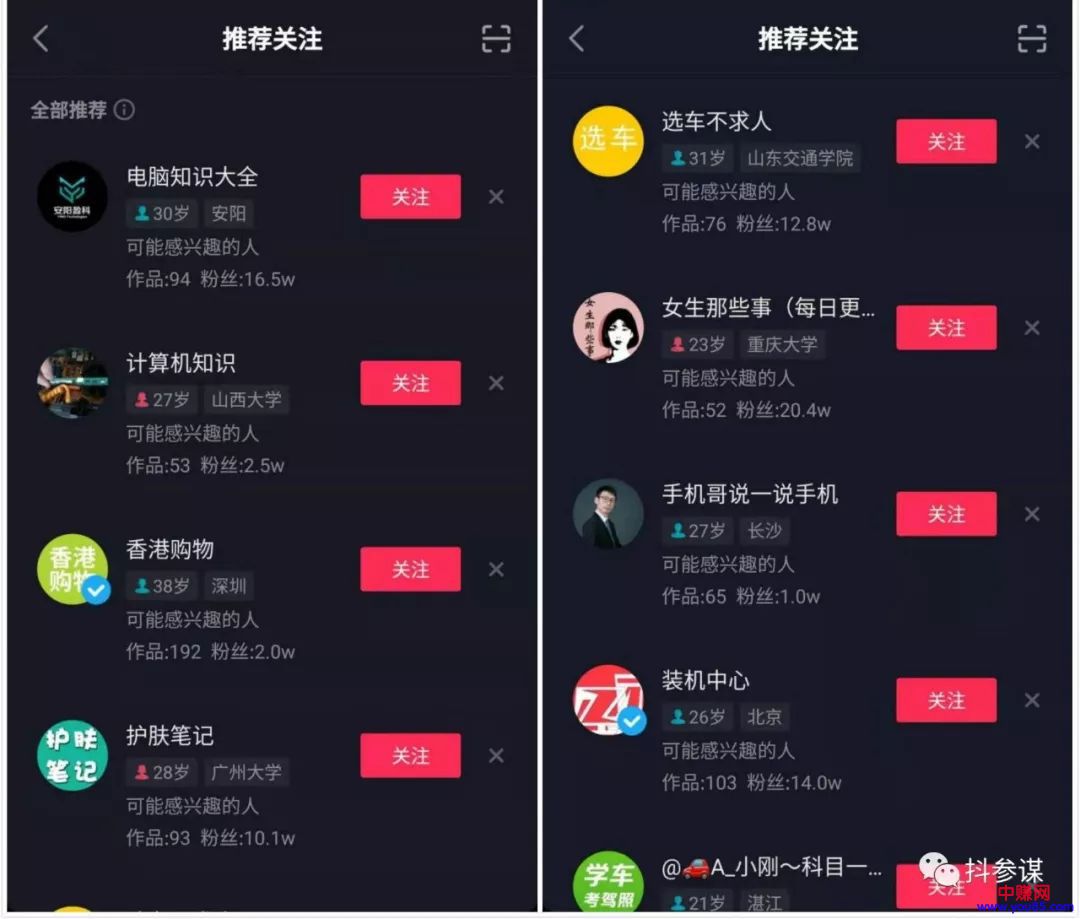 推荐关注
全部推荐
安阳盈科
电脑知识大全
30岁 安阳
可能感兴趣的人
作品:94 粉丝:16.5w
关注
计算机知识
27岁 山西大学
可能感兴趣的人
作品:53 粉丝:2.5w
关注
香港
购物
香港购物
38岁 深圳
可能感兴趣的人
作品:192 粉丝:2.0w
关注
护肤
笔记
护肤笔记
28岁 广州大学
可能感兴趣的人
作品:93 粉丝:10.1w
关注
推荐关注
选车
选车不求人
31岁 山东交通学院
可能感兴趣的人
作品:76 粉丝:12.8w
关注
女生那些事
女生那些事（每日更...
23岁 重庆大学
可能感兴趣的人
作品:52 粉丝:20.4w
关注
手机哥说一说手机
27岁 长沙
可能感兴趣的人
作品:65 粉丝:1.0w
关注
装机中心
26岁 北京
可能感兴趣的人
作品:103 粉丝:14.0w
关注
学车
考驾照
@🚗A_小刚～科目一...
21岁 湛江
关注
抖参谋
中赚网